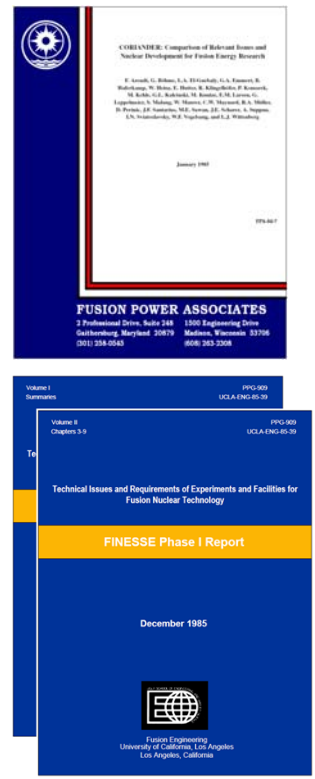 CORIANDER: Comparison of Relevant Issues and
Nuclear Development for Fusion Energy Research
January 1985
FPA-84-7
FUSION POWER ASSOCIATES
2 Professional Drive, Suite 248
Gaithersburg, Maryland 20879
(301) 258-0545
1500 Engineering Drive
Madison, Wisconsin 53706
(608) 263-2308
Volume I
Summaries
PPG-909
UCLA-ENG-85-39
Te
Volume II
Chapters 3-9
PPG-909
UCLA-ENG-85-39
Technical Issues and Requirements of Experiments and Facilities for
Fusion Nuclear Technology
FINESSE Phase I Report
December 1985
Fusion Engineering
University of California, Los Angeles
Los Angeles, California